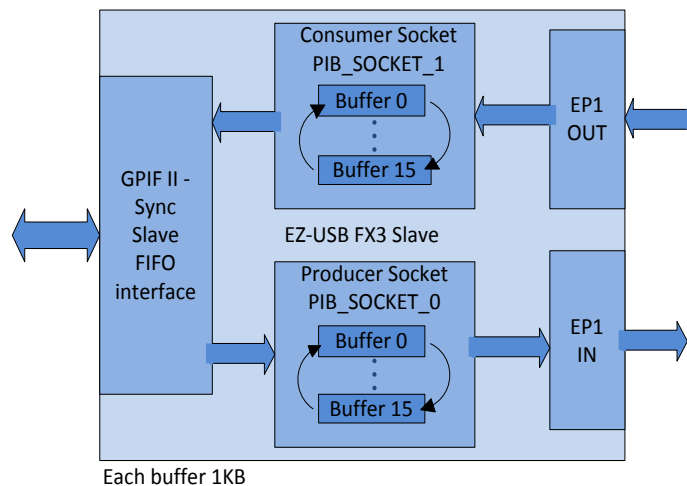 Consumer Socket
PIB_SOCKET_1
Buffer 0
Buffer 15
EP1
OUT
GPIF II -
Sync
Slave
FIFO
interface
EZ-USB FX3 Slave
Producer Socket
PIB_SOCKET_0
Buffer 0
Buffer 15
EP1
IN
Each buffer 1KB